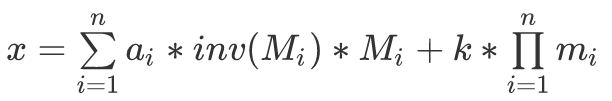 x = \sum_{i=1}^{n} a_i * inv(M_i) * M_i + k * \prod_{i=1}^{n} m_i